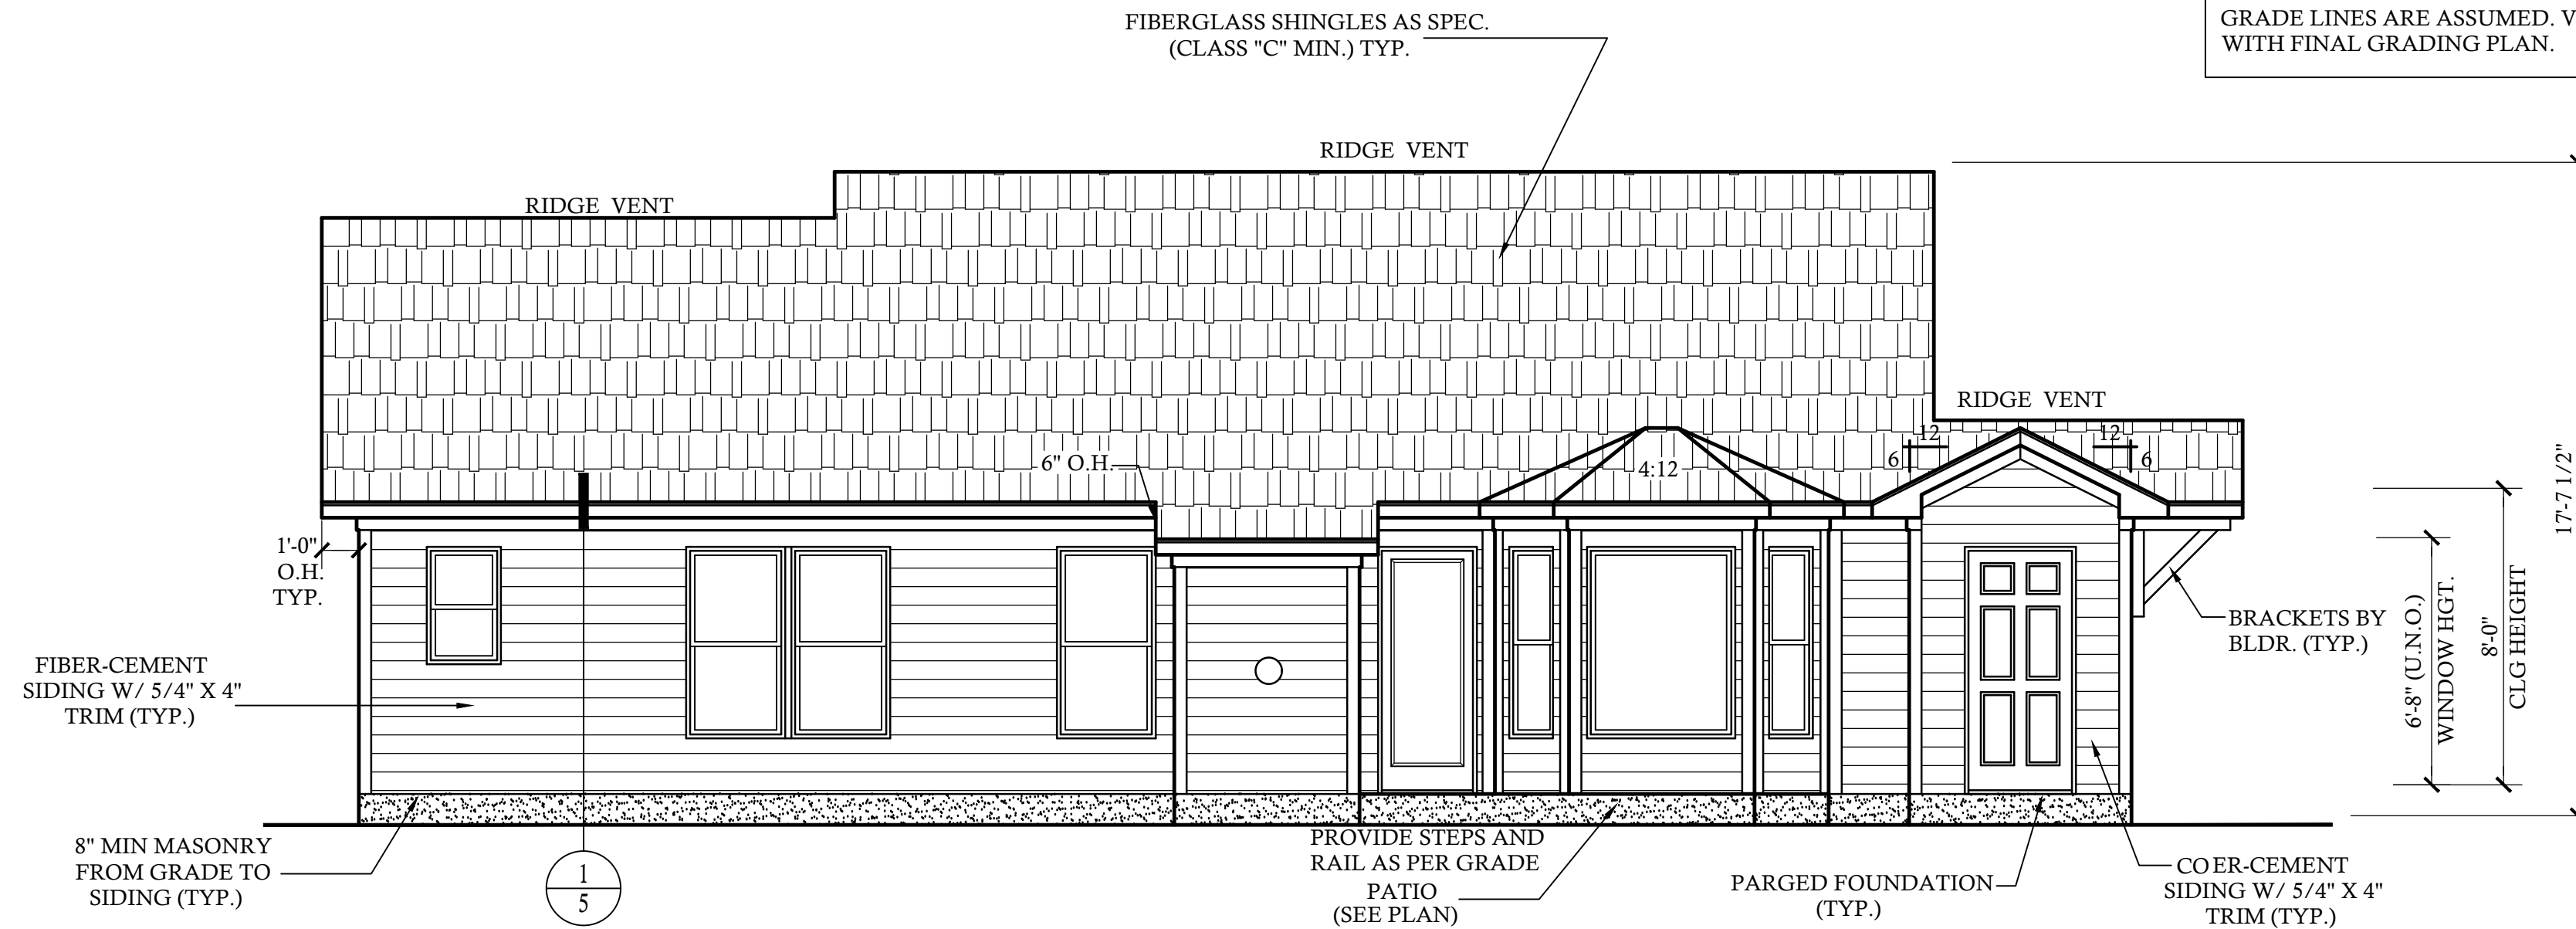 FIBERGLASS SHINGLES AS SPEC.
(CLASS "C" MIN.) TYP.
GRADE LINES ARE ASSUMED. V
WITH FINAL GRADING PLAN.
RIDGE VENT
RIDGE VENT
RIDGE VENT
12
6
12
6
6" O.H.
4:12
1'-0"
O.H.
TYP.
17'-7 1/2"
6'-8" (U.N.O.)
WINDOW HGT.
8'-0"
CLG HEIGHT
BRACKETS BY
BLDR. (TYP.)
FIBER-CEMENT
SIDING W/ 5/4" X 4"
TRIM (TYP.)
8" MIN MASONRY
FROM GRADE TO
SIDING (TYP.)
1
5
PROVIDE STEPS AND
RAIL AS PER GRADE
PATIO
(SEE PLAN)
PARGED FOUNDATION
(TYP.)
CO ER-CEMENT
SIDING W/ 5/4" X 4"
TRIM (TYP.)